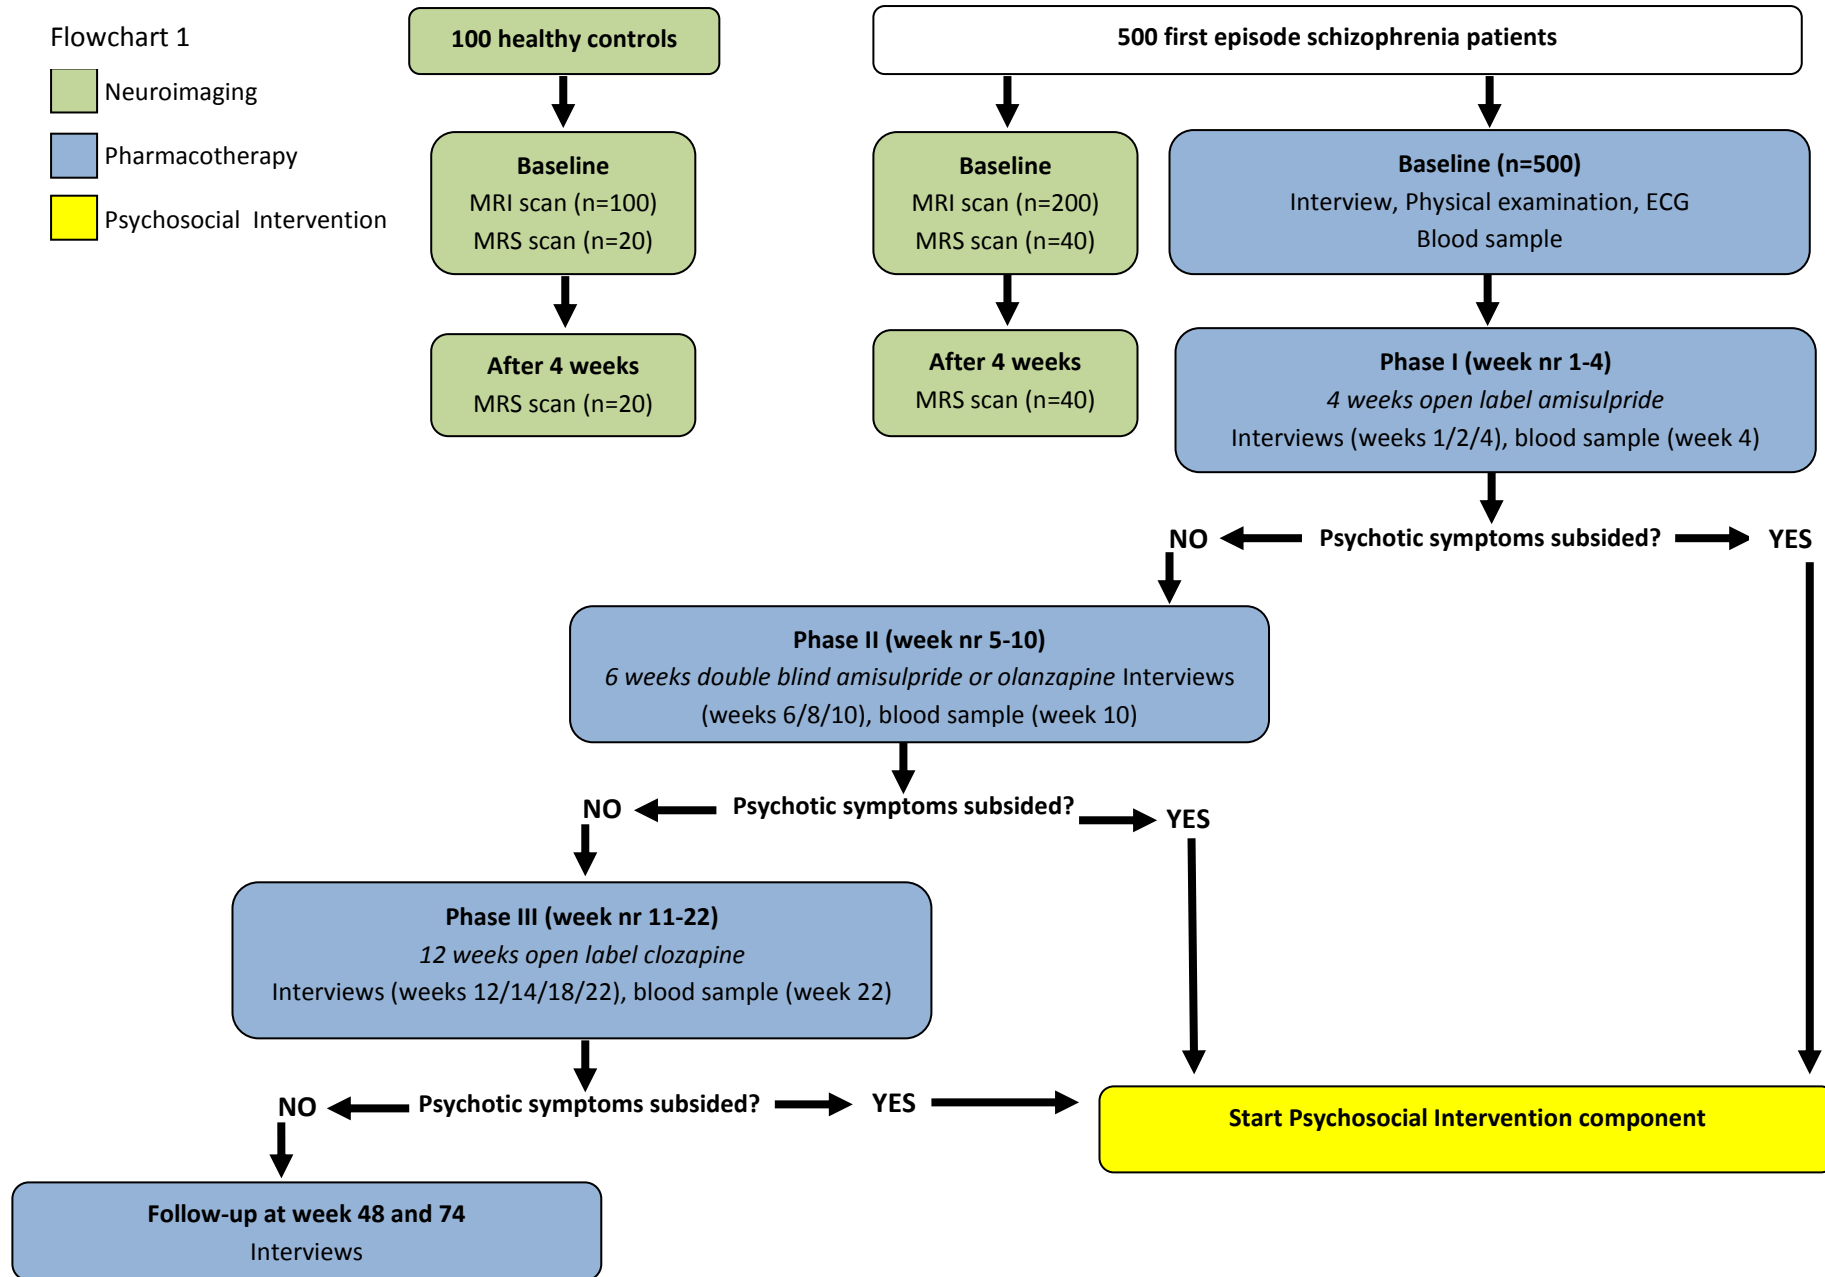 Flowchart 1
Neuroimaging
Pharmacotherapy
Psychosocial Intervention
100 healthy controls
500 first episode schizophrenia patients
Baseline
MRI scan (n=100)
MRS scan (n=20)
Baseline
MRI scan (n=200)
MRS scan (n=40)
Baseline (n=500)
Interview, Physical examination, ECG
Blood sample
After 4 weeks
MRS scan (n=20)
After 4 weeks
MRS scan (n=40)
Phase I (week nr 1-4)
4 weeks open label amisulpride
Interviews (weeks 1/2/4), blood sample (week 4)
NO
Psychotic symptoms subsided?
YES
Phase II (week nr 5-10)
6 weeks double blind amisulpride or olanzapine Interviews
(weeks 6/8/10), blood sample (week 10)
NO
Psychotic symptoms subsided?
YES
Phase III (week nr 11-22)
12 weeks open label clozapine
Interviews (weeks 12/14/18/22), blood sample (week 22)
NO
Psychotic symptoms subsided?
YES
Start Psychosocial Intervention component
Follow-up at week 48 and 74
Interviews